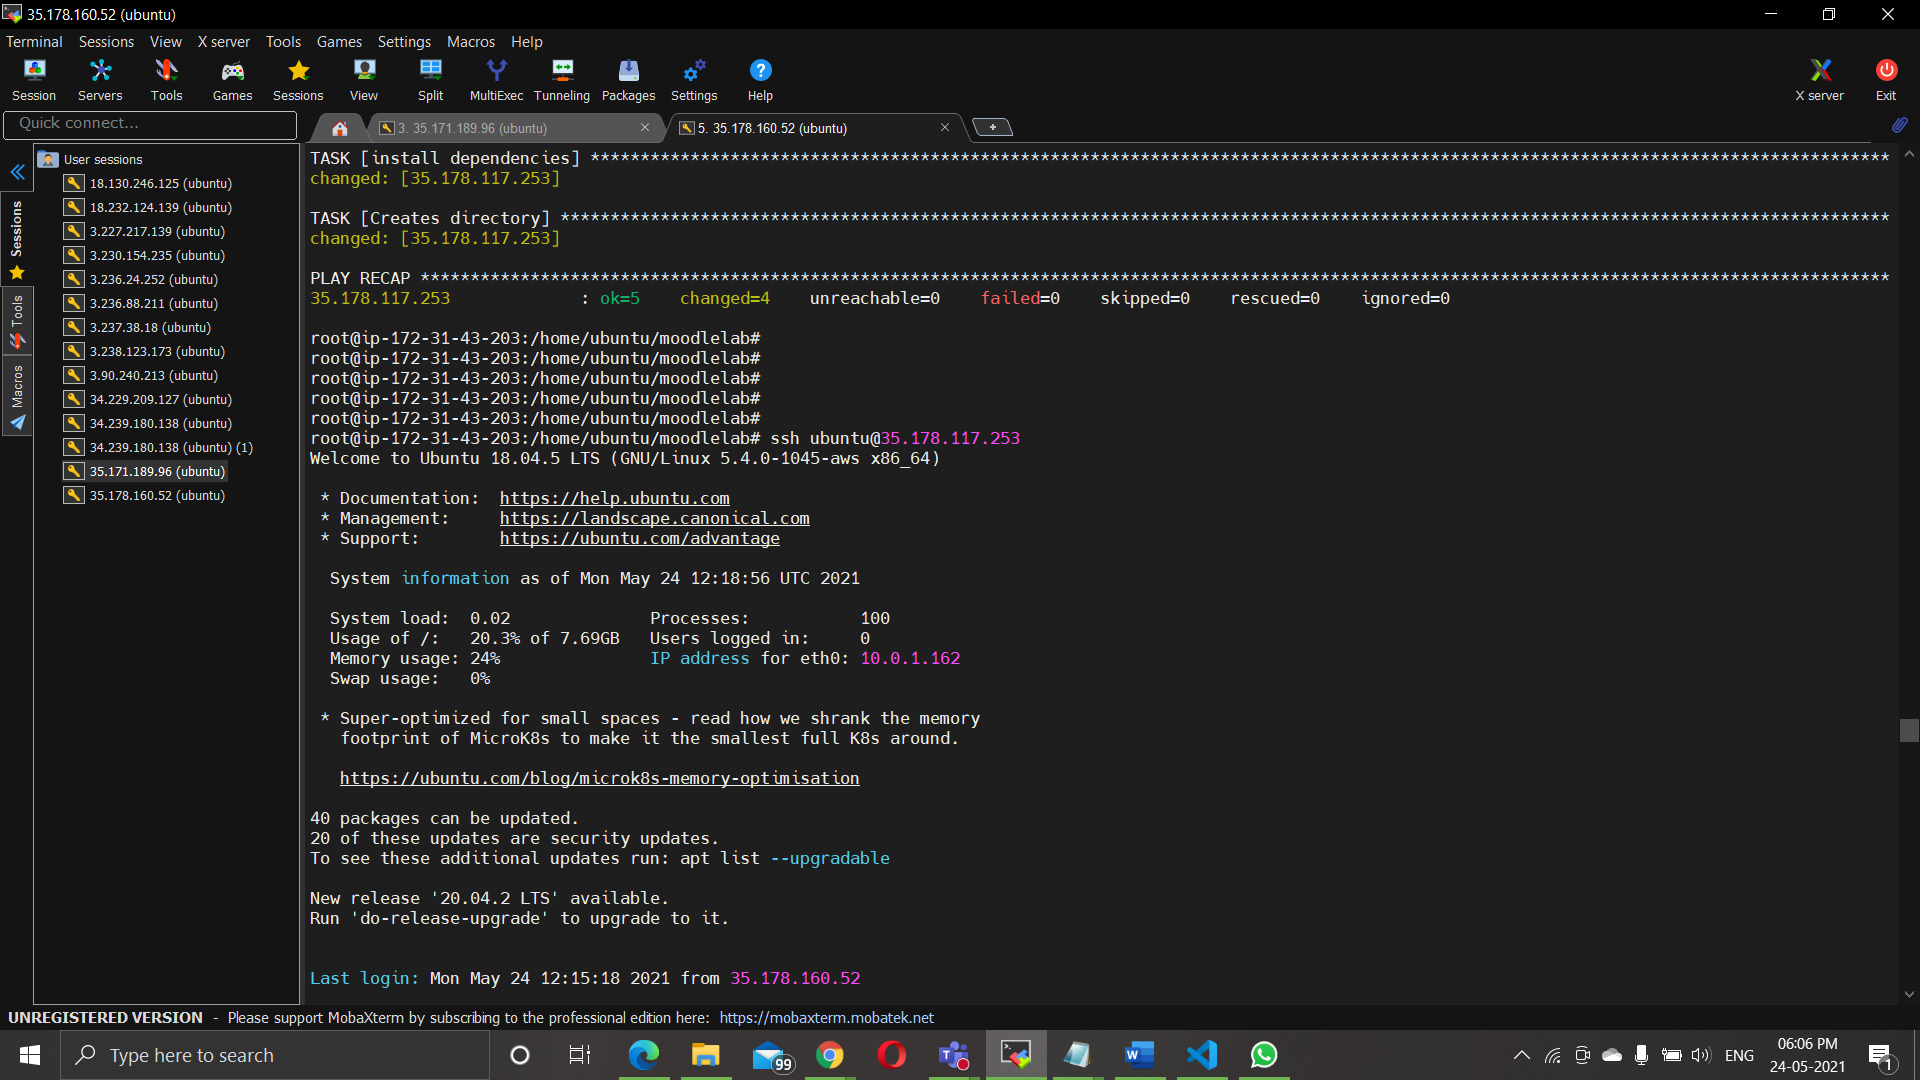 35.178.160.52 (ubuntu)
Terminal Sessions View X server Tools Games Settings Macros Help
Session Servers Tools Games Sessions View Split MultiExec Tunneling Packages Settings Help X server Exit
Quick connect...
3. 35.171.189.96 (ubuntu)
5. 35.178.160.52 (ubuntu)
Sessions
Tools
Macros
User sessions
18.130.246.125 (ubuntu)
18.232.124.139 (ubuntu)
3.227.217.139 (ubuntu)
3.230.154.235 (ubuntu)
3.236.24.252 (ubuntu)
3.236.88.211 (ubuntu)
3.237.38.18 (ubuntu)
3.238.123.173 (ubuntu)
3.90.240.213 (ubuntu)
34.229.209.127 (ubuntu)
34.239.180.138 (ubuntu)
34.239.180.138 (ubuntu) (1)
35.171.189.96 (ubuntu)
35.178.160.52 (ubuntu)
TASK [install dependencies] **********************************************************************************************************************************
changed: [35.178.117.253]
TASK [Creates directory] *************************************************************************************************************************************
changed: [35.178.117.253]
PLAY RECAP ***************************************************************************************************************************************************
35.178.117.253 : ok=5 changed=4 unreachable=0 failed=0 skipped=0 rescued=0 ignored=0
root@ip-172-31-43-203:/home/ubuntu/moodlelab#
root@ip-172-31-43-203:/home/ubuntu/moodlelab#
root@ip-172-31-43-203:/home/ubuntu/moodlelab#
root@ip-172-31-43-203:/home/ubuntu/moodlelab#
root@ip-172-31-43-203:/home/ubuntu/moodlelab#
root@ip-172-31-43-203:/home/ubuntu/moodlelab# ssh ubuntu@35.178.117.253
Welcome to Ubuntu 18.04.5 LTS (GNU/Linux 5.4.0-1045-aws x86_64)
* Documentation: https://help.ubuntu.com
* Management: https://landscape.canonical.com
* Support: https://ubuntu.com/advantage
System information as of Mon May 24 12:18:56 UTC 2021
System load: 0.02 Processes: 100
Usage of /: 20.3% of 7.69GB Users logged in: 0
Memory usage: 24% IP address for eth0: 10.0.1.162
Swap usage: 0%
* Super-optimized for small spaces - read how we shrank the memory
footprint of MicroK8s to make it the smallest full K8s around.
https://ubuntu.com/blog/microk8s-memory-optimisation
40 packages can be updated.
20 of these updates are security updates.
To see these additional updates run: apt list --upgradable
New release '20.04.2 LTS' available.
Run 'do-release-upgrade' to upgrade to it.
Last login: Mon May 24 12:15:18 2021 from 35.178.160.52
UNREGISTERED VERSION - Please support MobaXterm by subscribing to the professional edition here: https://mobaxterm.mobatek.net
Type here to search
99
ENG
06:06 PM
24-05-2021
1